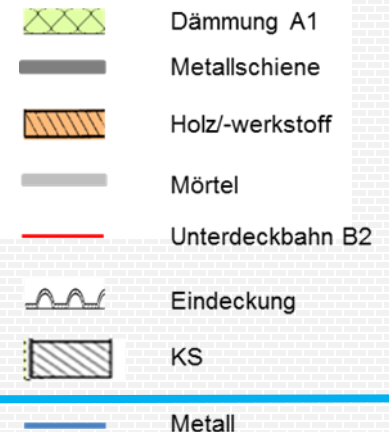 Dämmung A1
Metallschiene
Holz/-werkstoff
Mörtel
Unterdeckbahn B2
Eindeckung
KS
Metall